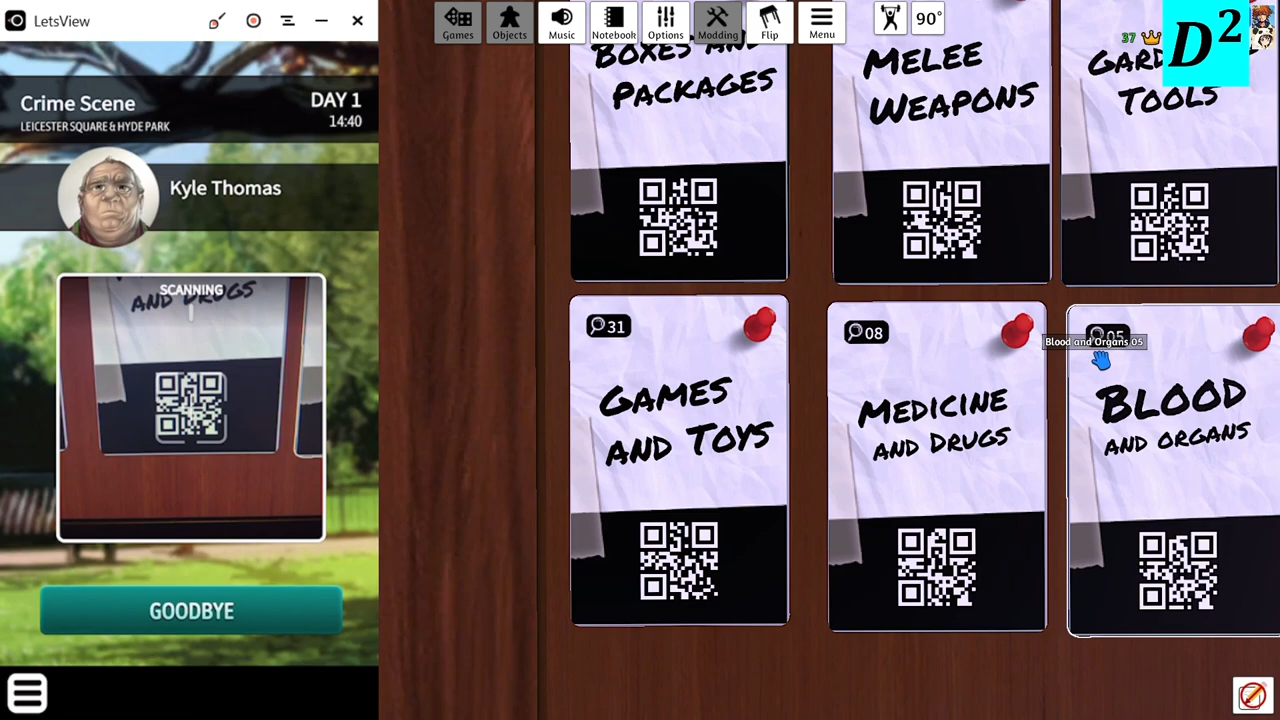 LetsView
Crime Scene
DAY 1
LEICESTER SQUARE & HYDE PARK
14:40
Kyle Thomas
SCANNING
AND DRUGS
GOODBYE
Games
Objects
Music
Notebook
Options
Modding
Flip
Menu
90°
37
D²
BOXES AND
PACKAGES
MELEE
WEAPONS
TOOLS
31
GAMES
AND TOYS
08
MEDICINE
AND DRUGS
05
Blood and Organs 05
BLOOD
AND ORGANS